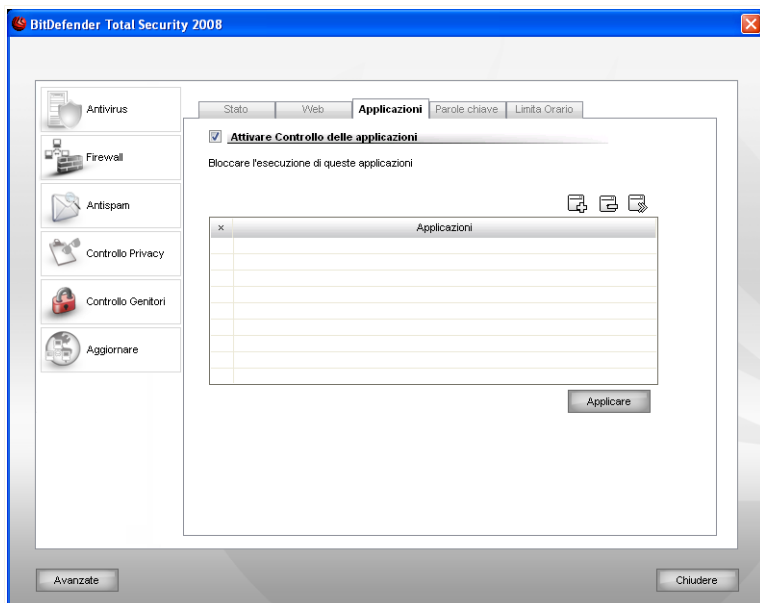 BitDefender Total Security 2008
Antivirus
Firewall
Antispam
Controllo Privacy
Controllo Genitori
Aggiornare
Stato Web Applicazioni Parole chiave Limita Orario
Attivare Controllo delle applicazioni
Bloccare l'esecuzione di queste applicazioni
Applicazioni
Applicare
Avanzate
Chiudere